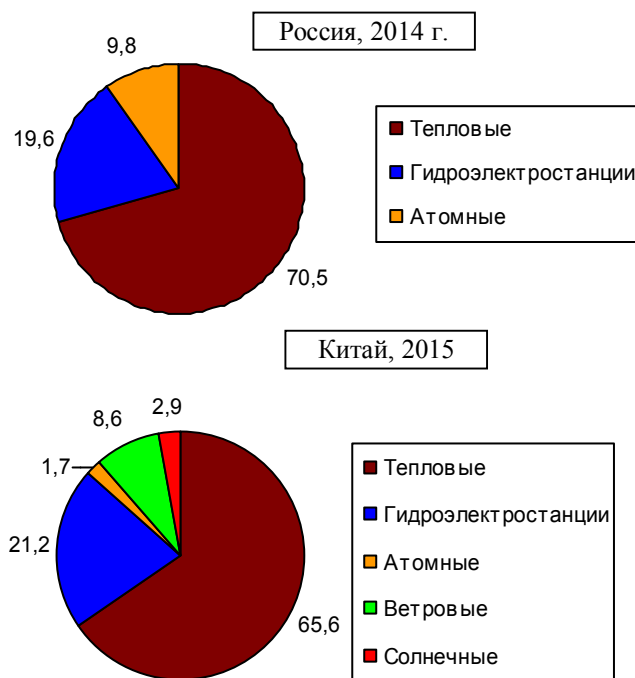 Россия, 2014 г.
9,8
19,6
70,5
Тепловые
Гидроэлектростанции
Атомные
Китай, 2015
8,6
2,9
1,7
21,2
65,6
Тепловые
Гидроэлектростанции
Атомные
Ветровые
Солнечные